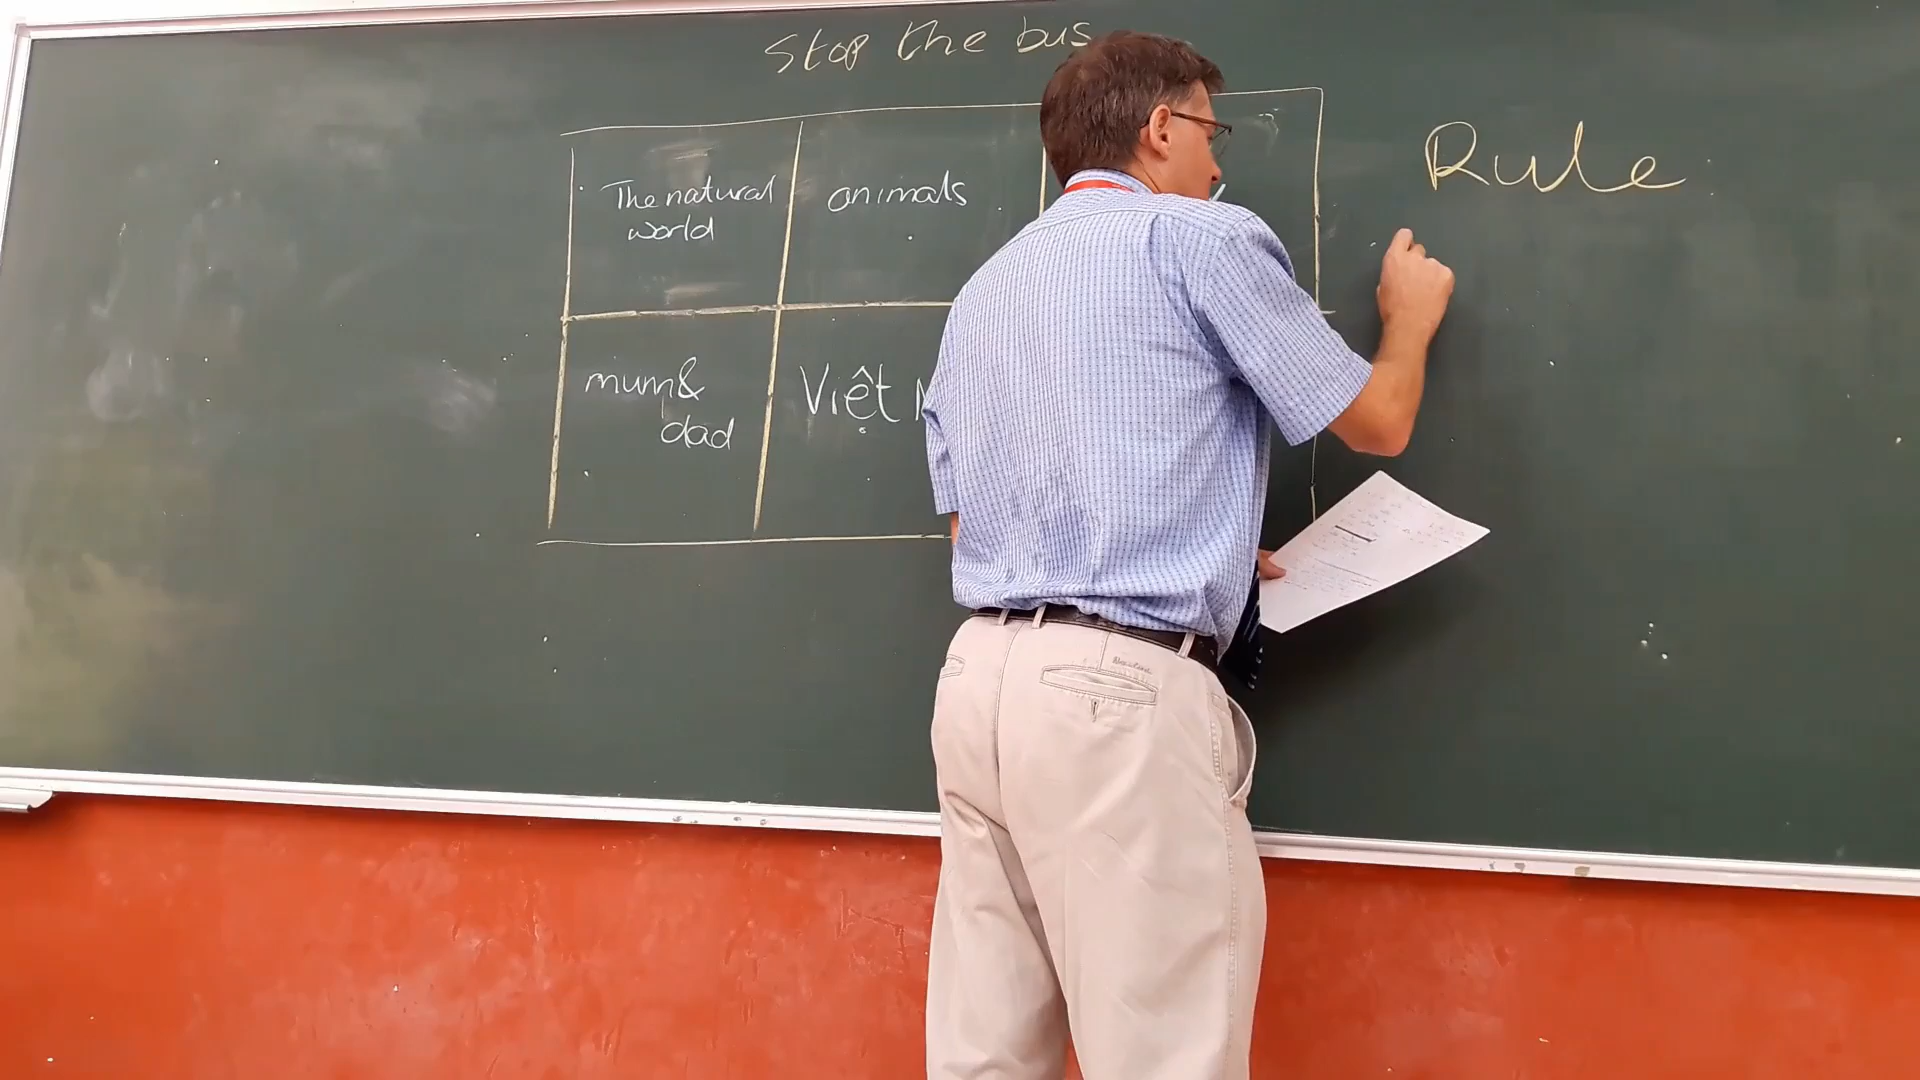 Stop the bus
The natural
world
animals
Rule
mum&
dad
Việt